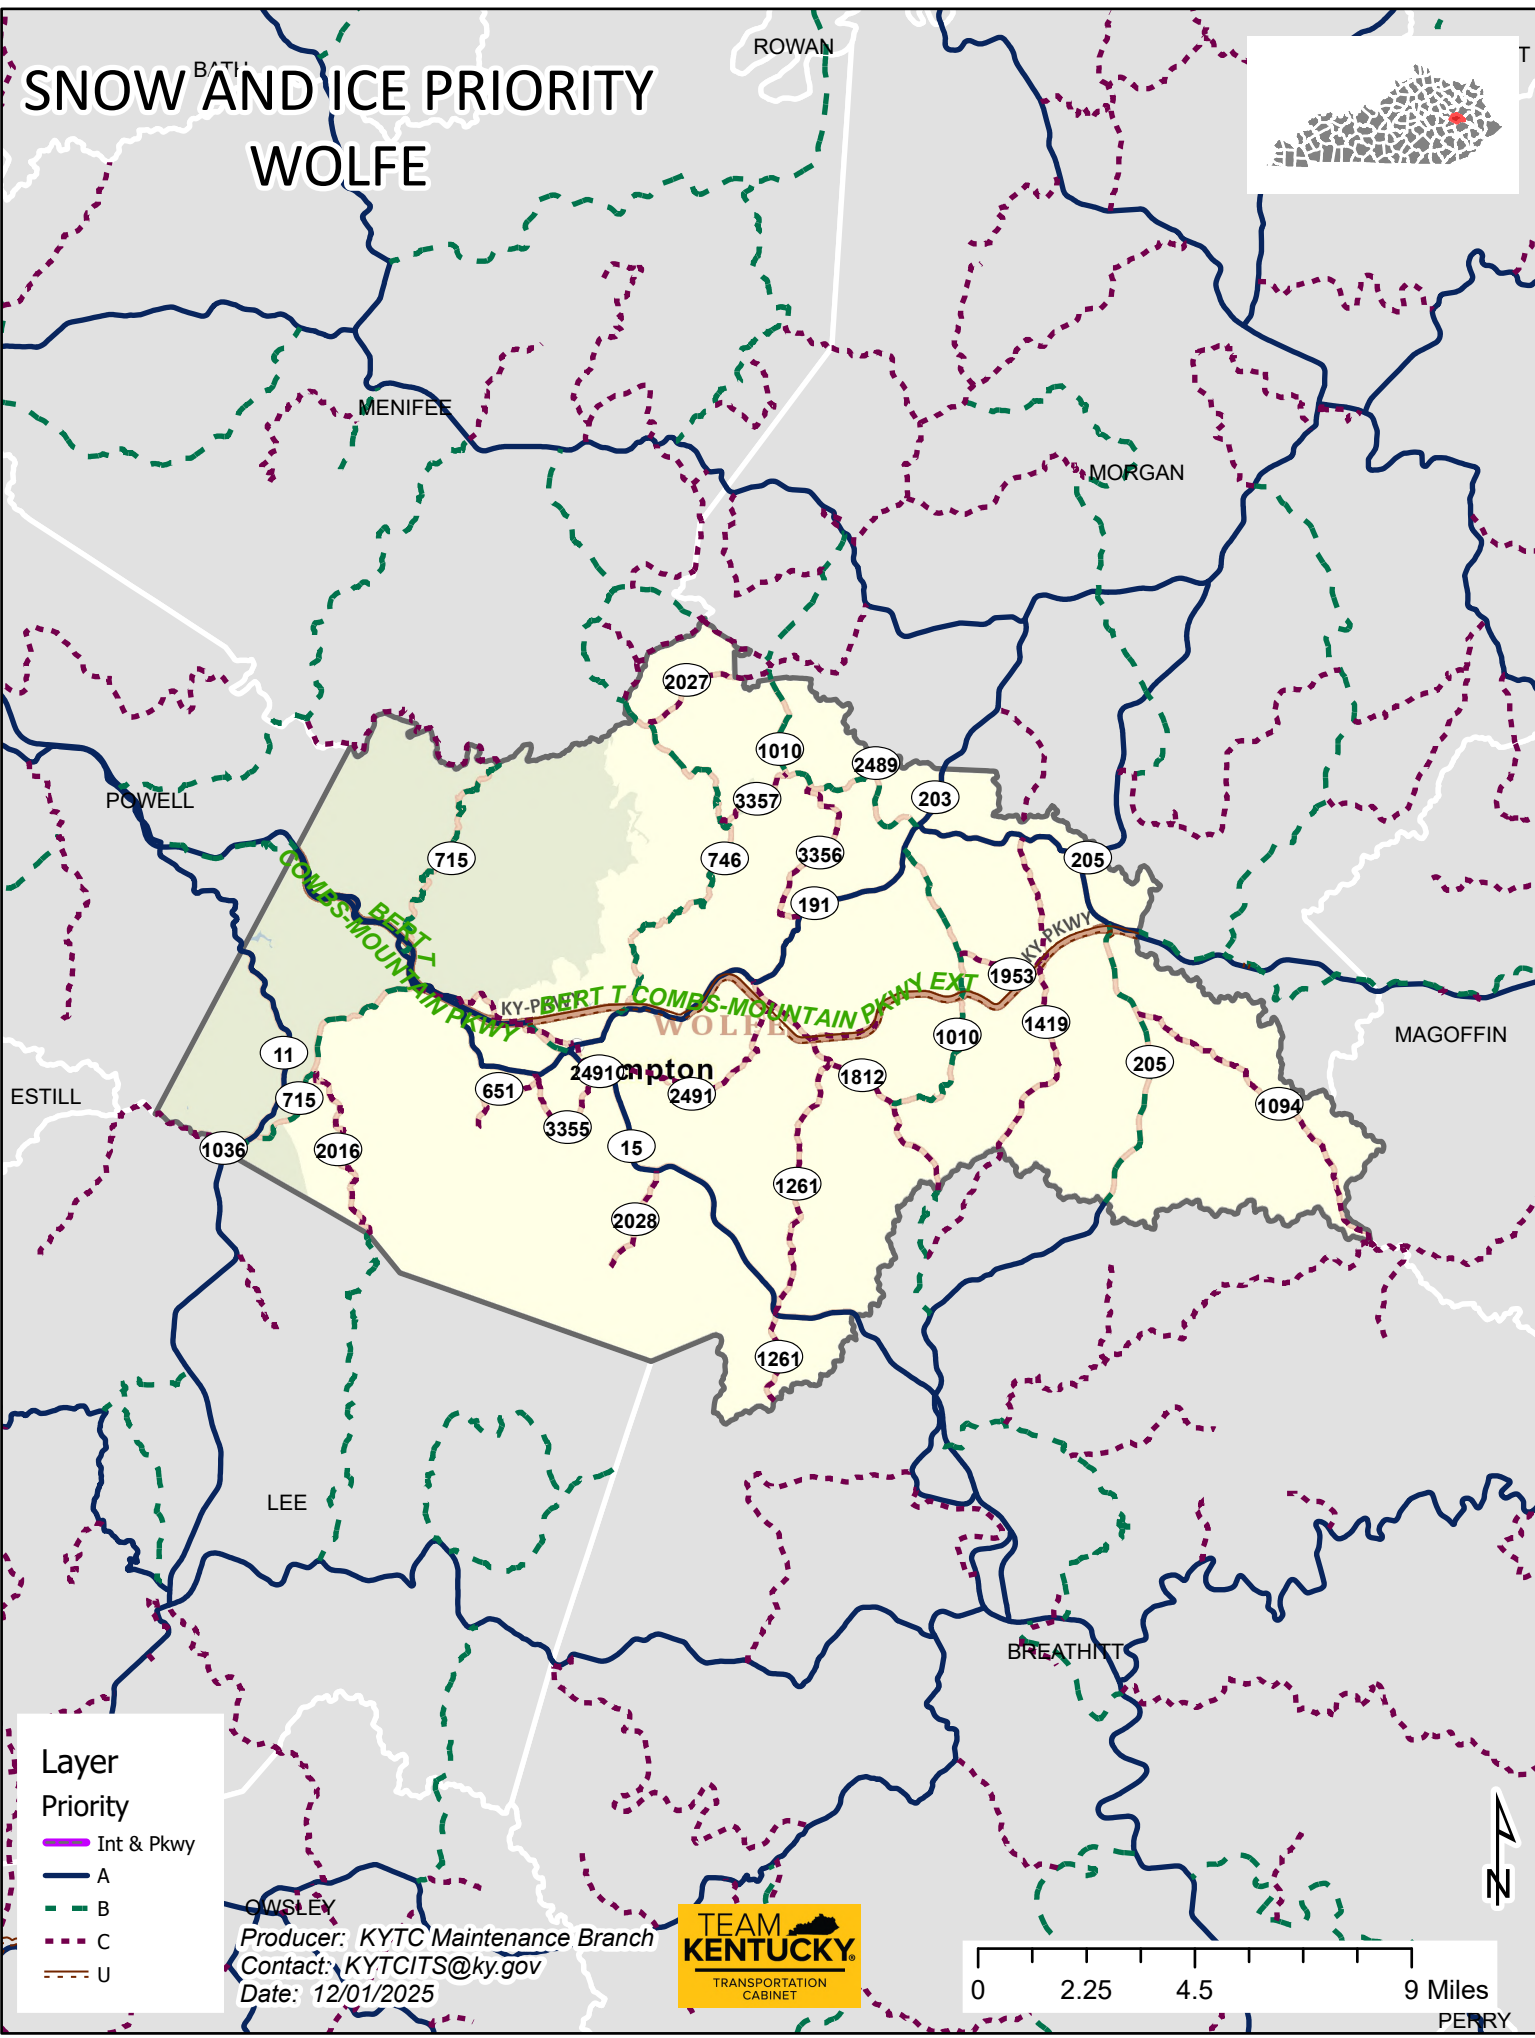 ROWAN
BATH
T
SNOW AND ICE PRIORITY
WOLFE
MENIFEE
MORGAN
2027
1010
2489
3357
203
POWELL
715
746
3356
205
COMBS-MOUNTAIN PKWY
BERT T
191
KY-PKWY
1953
KY-PKWY
BERT T COMBS-MOUNTAIN PKWY EXT
WOLFE
1419
1010
MAGOFFIN
11
205
2491C
mpton
1812
651
2491
ESTILL
715
1094
3355
1036
2016
15
1261
2028
1261
LEE
BREATHITT
Layer
Priority
Int & Pkwy
A
B
C
U
OWSLEY
Producer: KYTC Maintenance Branch
Contact: KYTCITS@ky.gov
Date: 12/01/2025
TEAM
KENTUCKY®
TRANSPORTATION
CABINET
N
0 2.25 4.5 9 Miles
PERRY